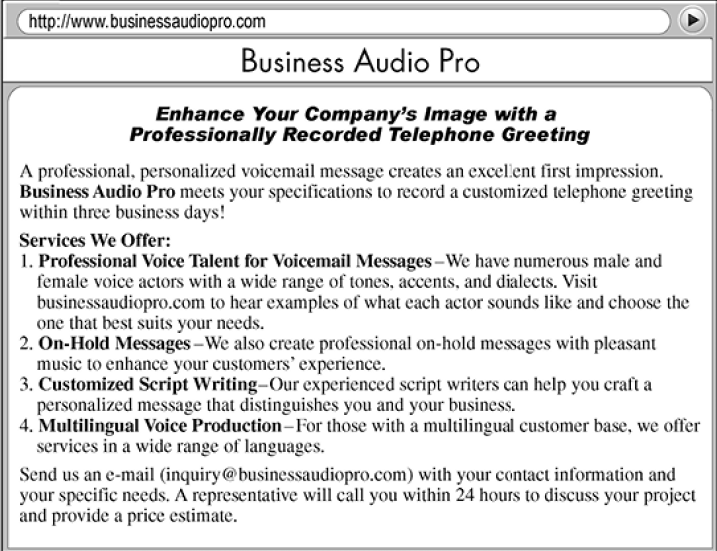 http://www.businessaudiopro.com
Business Audio Pro
Enhance Your Company's Image with a
Professionally Recorded Telephone Greeting
A professional, personalized voicemail message creates an excellent first impression.
Business Audio Pro meets your specifications to record a customized telephone greeting
within three business days!
Services We Offer:
1. Professional Voice Talent for Voicemail Messages–We have numerous male and
female voice actors with a wide range of tones, accents, and dialects. Visit
businessaudiopro.com to hear examples of what each actor sounds like and choose the
one that best suits your needs.
2. On-Hold Messages–We also create professional on-hold messages with pleasant
music to enhance your customers' experience.
3. Customized Script Writing–Our experienced script writers can help you craft a
personalized message that distinguishes you and your business.
4. Multilingual Voice Production–For those with a multilingual customer base, we offer
services in a wide range of languages.
Send us an e-mail (inquiry@businessaudiopro.com) with your contact information and
your specific needs. A representative will call you within 24 hours to discuss your project
and provide a price estimate.